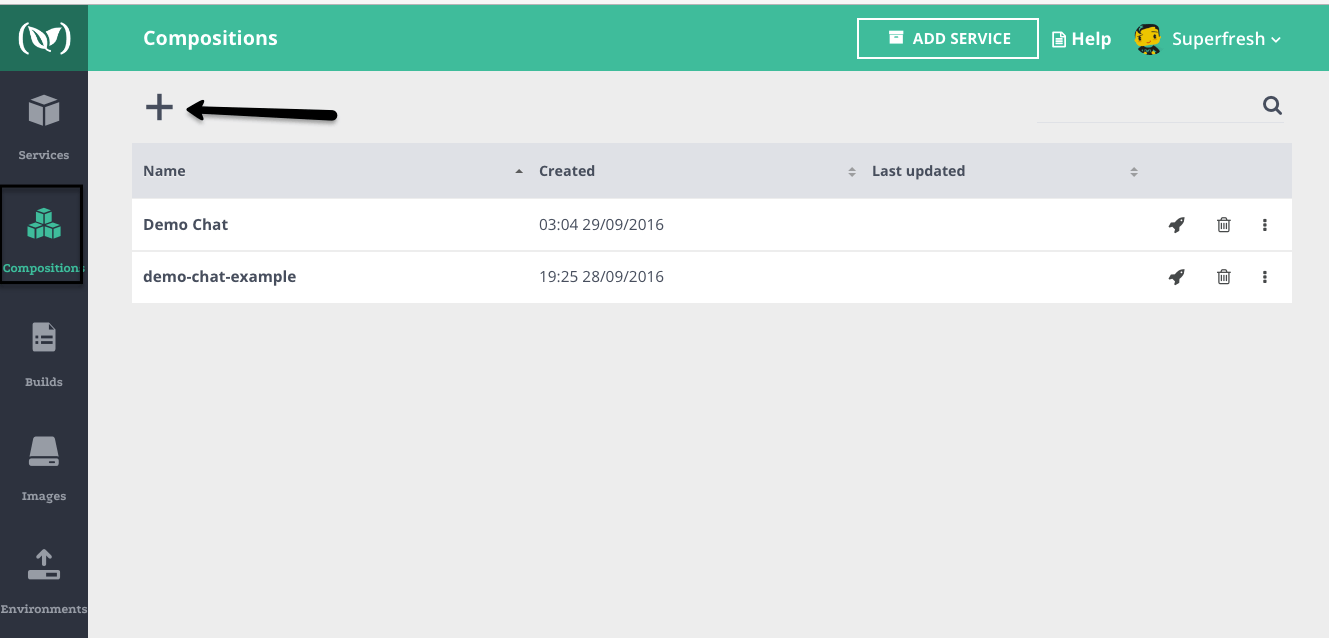 Compositions
ADD SERVICE
Help
Superfresh
Services
Compositions
Builds
Images
Environments
Name Created Last updated
Demo Chat 03:04 29/09/2016
demo-chat-example 19:25 28/09/2016